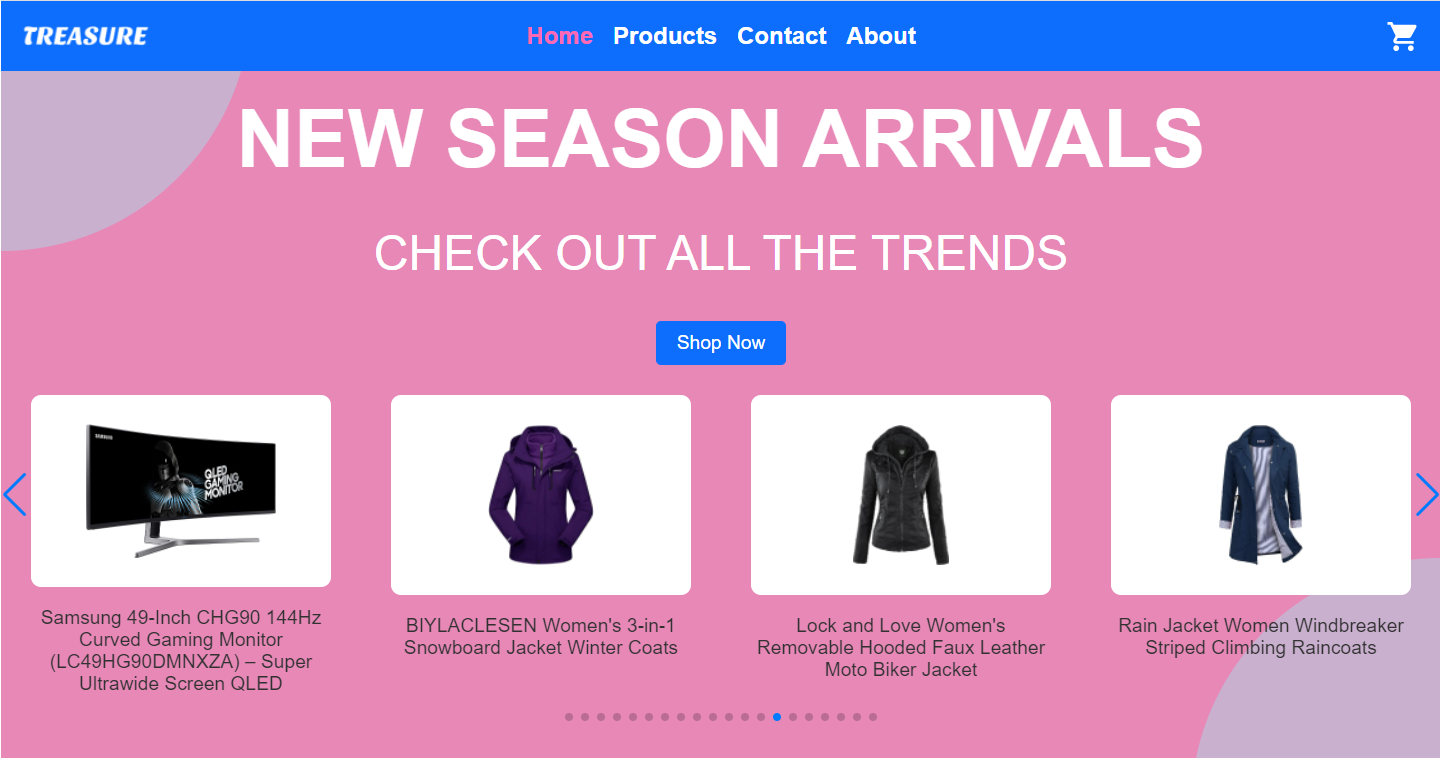 TREASURE
Home Products Contact About
NEW SEASON ARRIVALS
CHECK OUT ALL THE TRENDS
Shop Now
SAMSUNG
QLED
GAMING
MONITOR
Samsung 49-Inch CHG90 144Hz
Curved Gaming Monitor
(LC49HG90DMNXZA) – Super
Ultrawide Screen QLED
BIYLACLESEN Women's 3-in-1
Snowboard Jacket Winter Coats
Lock and Love Women's
Removable Hooded Faux Leather
Moto Biker Jacket
Rain Jacket Women Windbreaker
Striped Climbing Raincoats